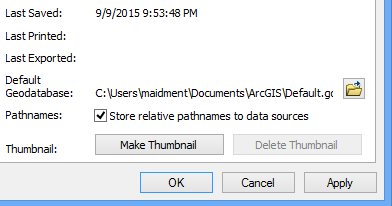 Last Saved: 9/9/2015 9:53:48 PM
Last Printed:
Last Exported:
Default
Geodatabase: C:\Users\maidment\Documents\ArcGIS\Default.gc
Pathnames: Store relative pathnames to data sources
Thumbnail: Make Thumbnail Delete Thumbnail
OK Cancel Apply